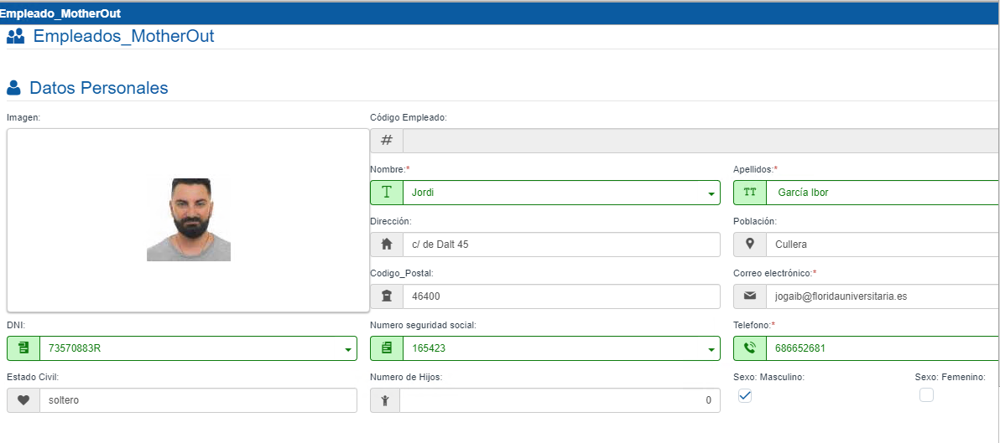 Empleado_MotherOut
Empleados_MotherOut
Datos Personales
Imagen:
Código Empleado:
#
Nombre:*
Apellidos:*
T Jordi
TT García Ibor
Dirección:
Población:
c/ de Dalt 45
Cullera
Codigo_Postal:
Correo electrónico:*
46400
jogaib@floridauniversitaria.es
DNI:
Numero seguridad social:
Telefono:*
73570883R
165423
686652681
Estado Civil:
Numero de Hijos:
Sexo: Masculino:
Sexo: Femenino:
soltero
0